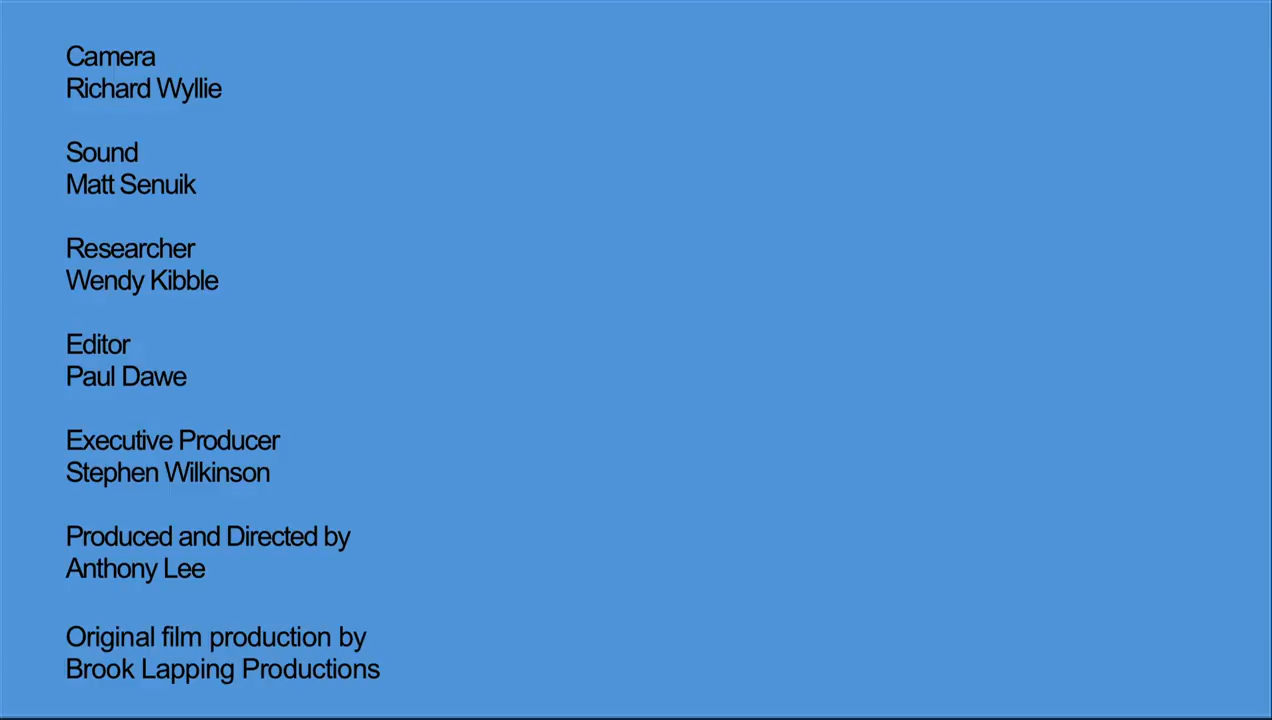 Camera
Richard Wyllie
Sound
Matt Senuik
Researcher
Wendy Kibble
Editor
Paul Dawe
Executive Producer
Stephen Wilkinson
Produced and Directed by
Anthony Lee
Original film production by
Brook Lapping Productions